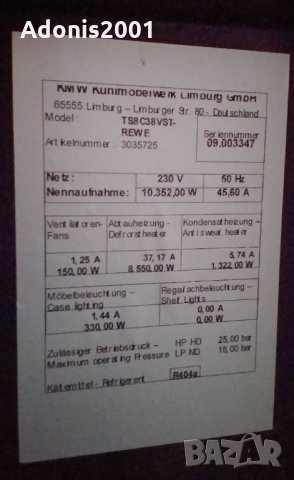 Adonis2001
KMW Kühlmöbelwerk Limburg GmbH
65555 Limburg – Limburger Str. 80 - Deutschland
Model: TS8C38VST-
REWE
Artikelnummer: 3035725
Seriennummer
09.003347
Netz: 230 V 50 Hz
Nennaufnahme: 10.352,00 W 45,60 A
Ventilatoren- Abtauheizung- Kondensatheizung –
Fans Defrostheater Antisweat heater
1,25 A 37,17 A 5,74 A
150,00 W 8.550,00 W 1.322,00 W
Möbelbeleuchtung – Regalfachbeleuchtung –
Case lighting Shelf Lights
1,44 A 0,00 A
330,00 W 0,00 W
Zulässiger Betriebsdruck – HP HD 25,00 bar
Maximum operating Pressure LP ND 18,00 bar
Kältemittel - Refrigerent R404a
BAZAR